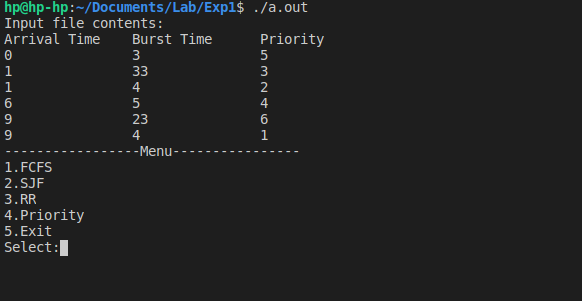 hp@hp-hp:~/Documents/Lab/Exp1$ ./a.out
Input file contents:
Arrival Time    Burst Time      Priority
0               3               5
1               33              3
1               4               2
6               5               4
9               23              6
9               4               1
-----------------Menu----------------
1.FCFS
2.SJF
3.RR
4.Priority
5.Exit
Select: